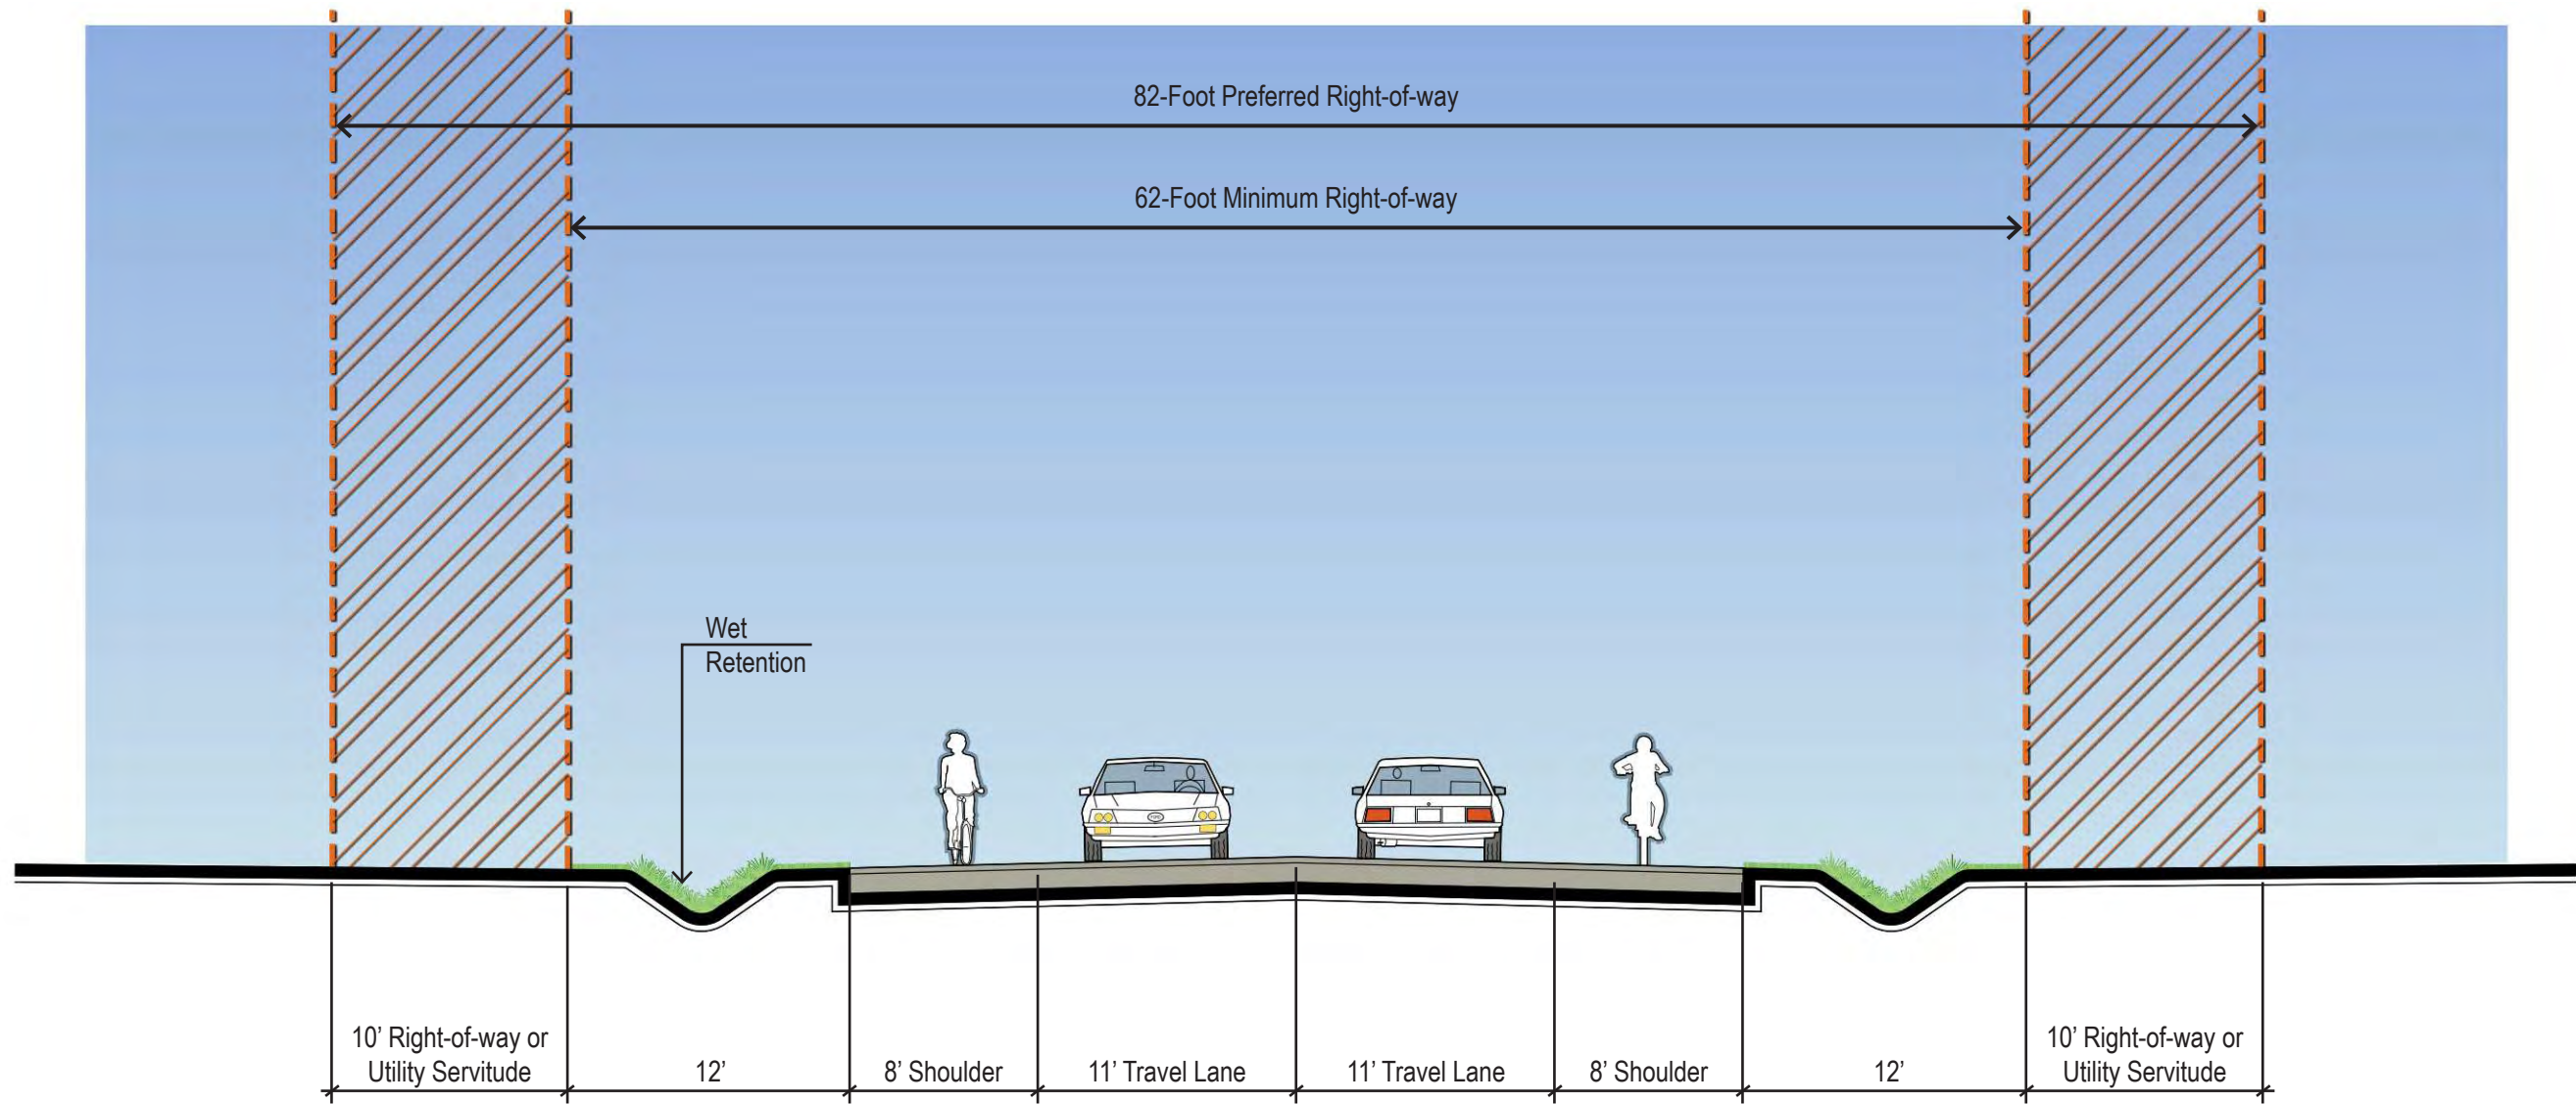 82-Foot Preferred Right-of-way
62-Foot Minimum Right-of-way
Wet
Retention
10’ Right-of-way or
Utility Servitude
12’
8’ Shoulder
11’ Travel Lane
11’ Travel Lane
8’ Shoulder
12’
10’ Right-of-way or
Utility Servitude